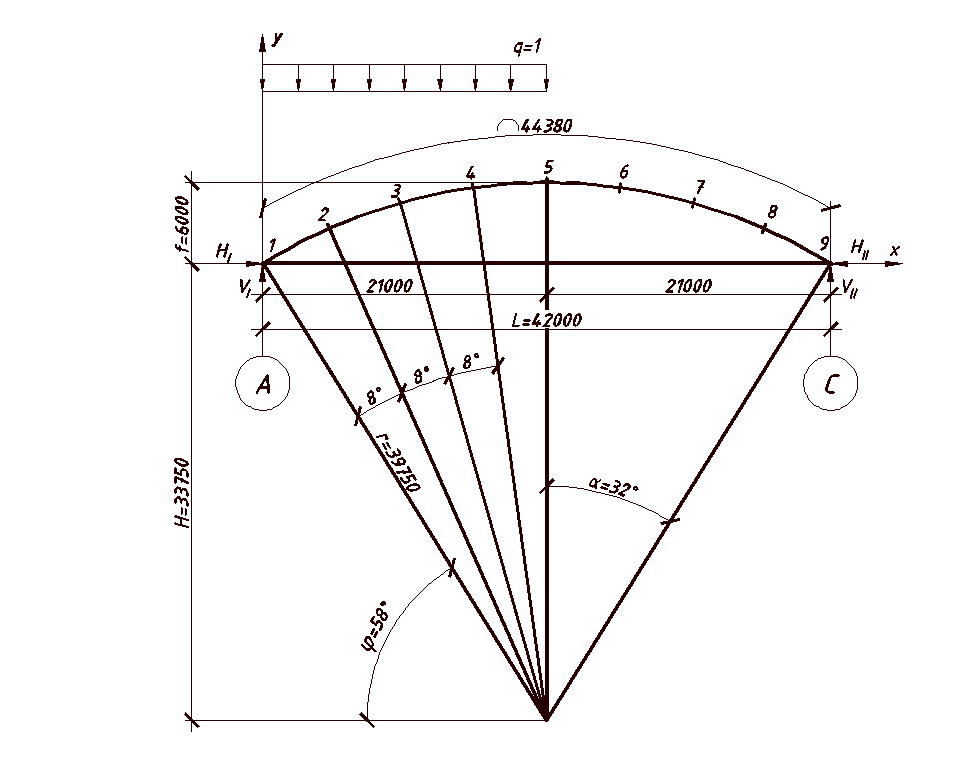 y
q=1
44380
5
4
6
3
7
2
8
f=6000
1
9
H_I
H_II
x
V_I
21000
21000
V_II
L=42000
A
8°
8°
8°
C
r=39750
α=32°
H=33750
φ=58°